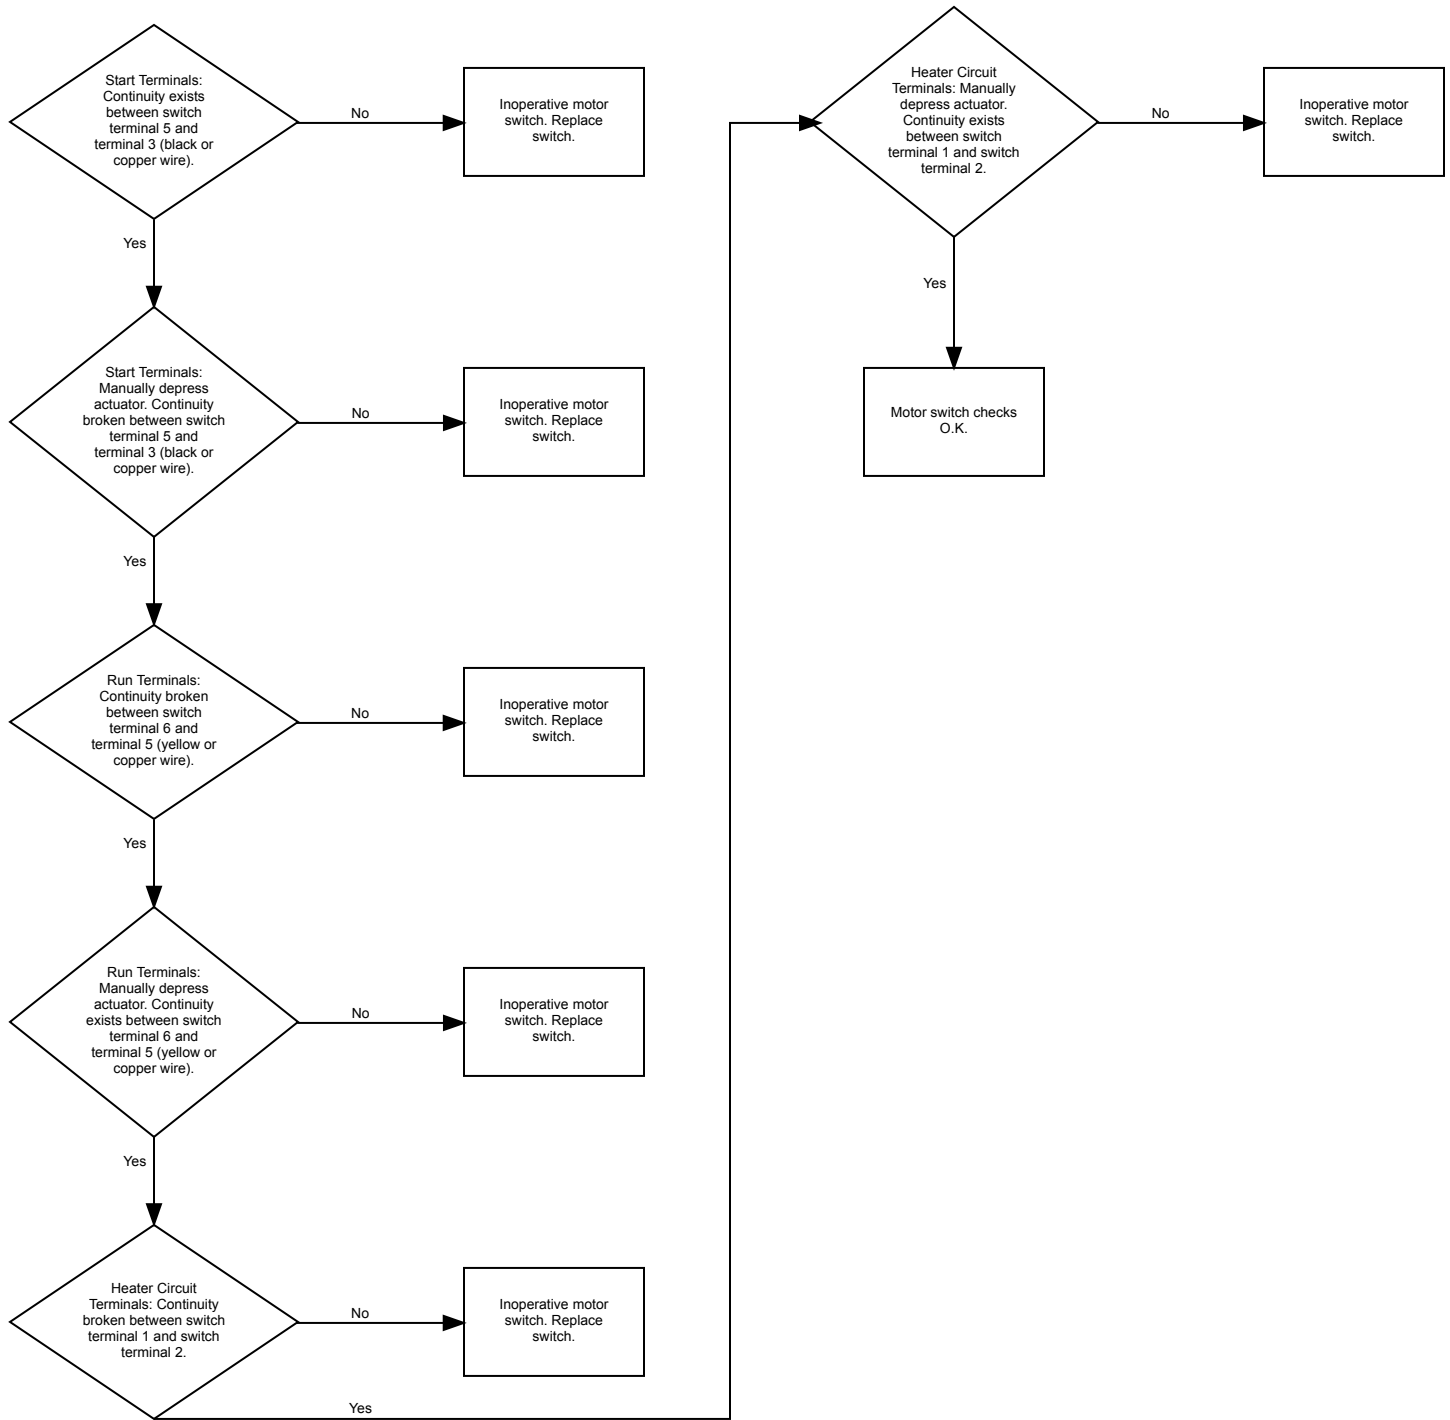 Start Terminals:
Continuity exists
between switch
terminal 5 and
terminal 3 (black or
copper wire).
No
Inoperative motor
switch. Replace
switch.
Yes
Start Terminals:
Manually depress
actuator. Continuity
broken between switch
terminal 5 and
terminal 3 (black or
copper wire).
No
Inoperative motor
switch. Replace
switch.
Yes
Run Terminals:
Continuity broken
between switch
terminal 6 and
terminal 5 (yellow or
copper wire).
No
Inoperative motor
switch. Replace
switch.
Yes
Run Terminals:
Manually depress
actuator. Continuity
exists between switch
terminal 6 and
terminal 5 (yellow or
copper wire).
No
Inoperative motor
switch. Replace
switch.
Yes
Heater Circuit
Terminals: Continuity
broken between switch
terminal 1 and switch
terminal 2.
No
Inoperative motor
switch. Replace
switch.
Yes
Heater Circuit
Terminals: Manually
depress actuator.
Continuity exists
between switch
terminal 1 and switch
terminal 2.
No
Inoperative motor
switch. Replace
switch.
Yes
Motor switch checks
O.K.